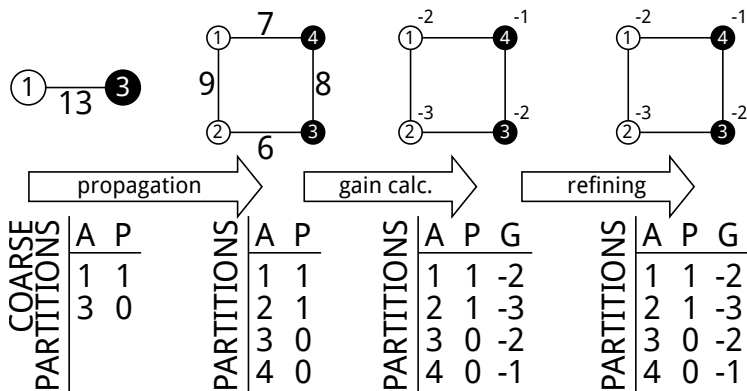 1
3
13
1
7
4
9
8
2
6
3
-2
-1
1
4
-3
-2
2
3
-2
-1
1
4
-3
-2
2
3
propagation
gain calc.
refining
COARSE
PARTITIONS
A P
1 1
3 0
PARTITIONS
A P
1 1
2 1
3 0
4 0
PARTITIONS
A P G
1 1 -2
2 1 -3
3 0 -2
4 0 -1
PARTITIONS
A P G
1 1 -2
2 1 -3
3 0 -2
4 0 -1